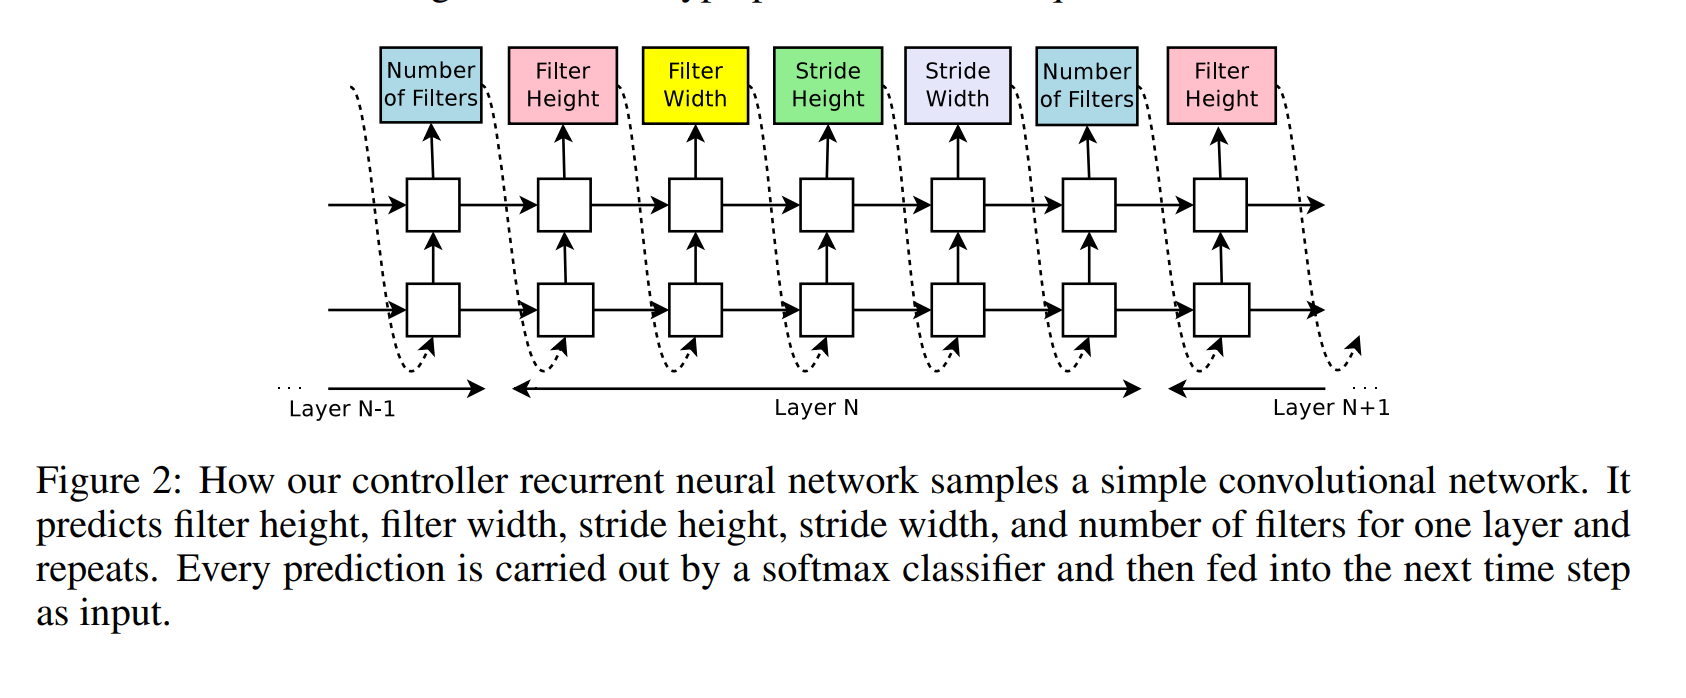 Number
of Filters
Filter
Height
Filter
Width
Stride
Height
Stride
Width
Number
of Filters
Filter
Height
. . .
Layer N-1
Layer N
. . .
Layer N+1
Figure 2: How our controller recurrent neural network samples a simple convolutional network. It
predicts filter height, filter width, stride height, stride width, and number of filters for one layer and
repeats. Every prediction is carried out by a softmax classifier and then fed into the next time step
as input.